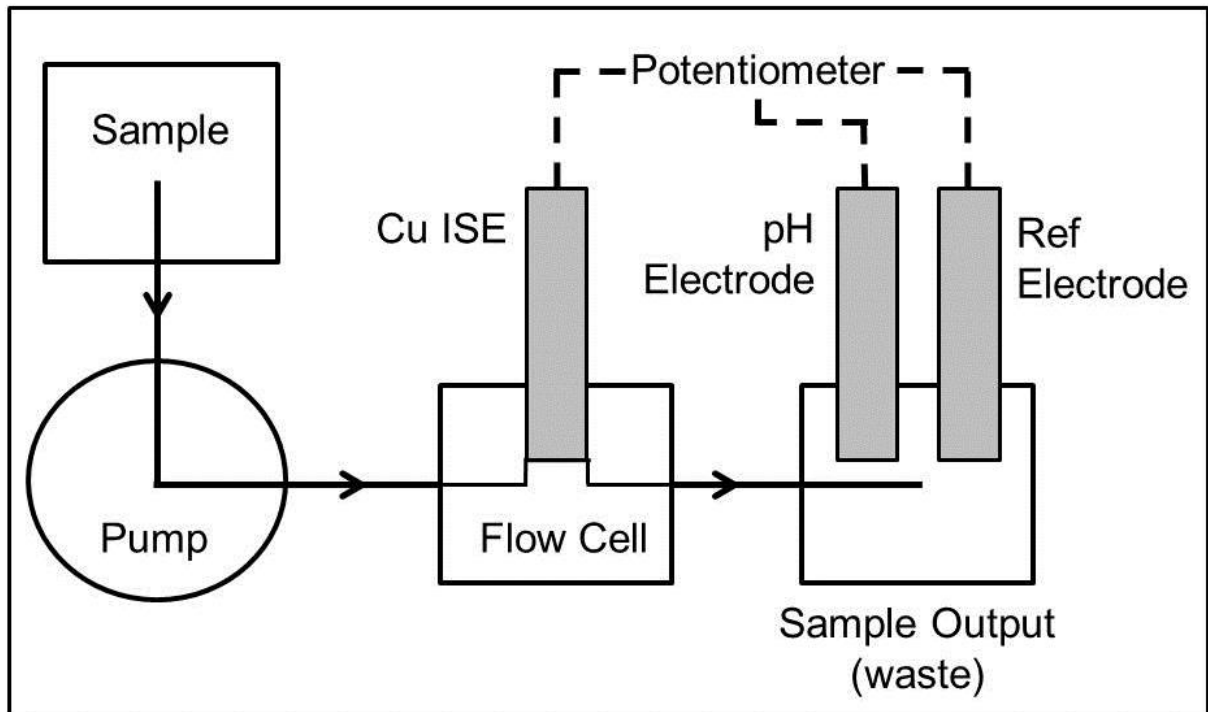 Potentiometer
Sample
Cu ISE
pH
Electrode
Ref
Electrode
Pump
Flow Cell
Sample Output
(waste)